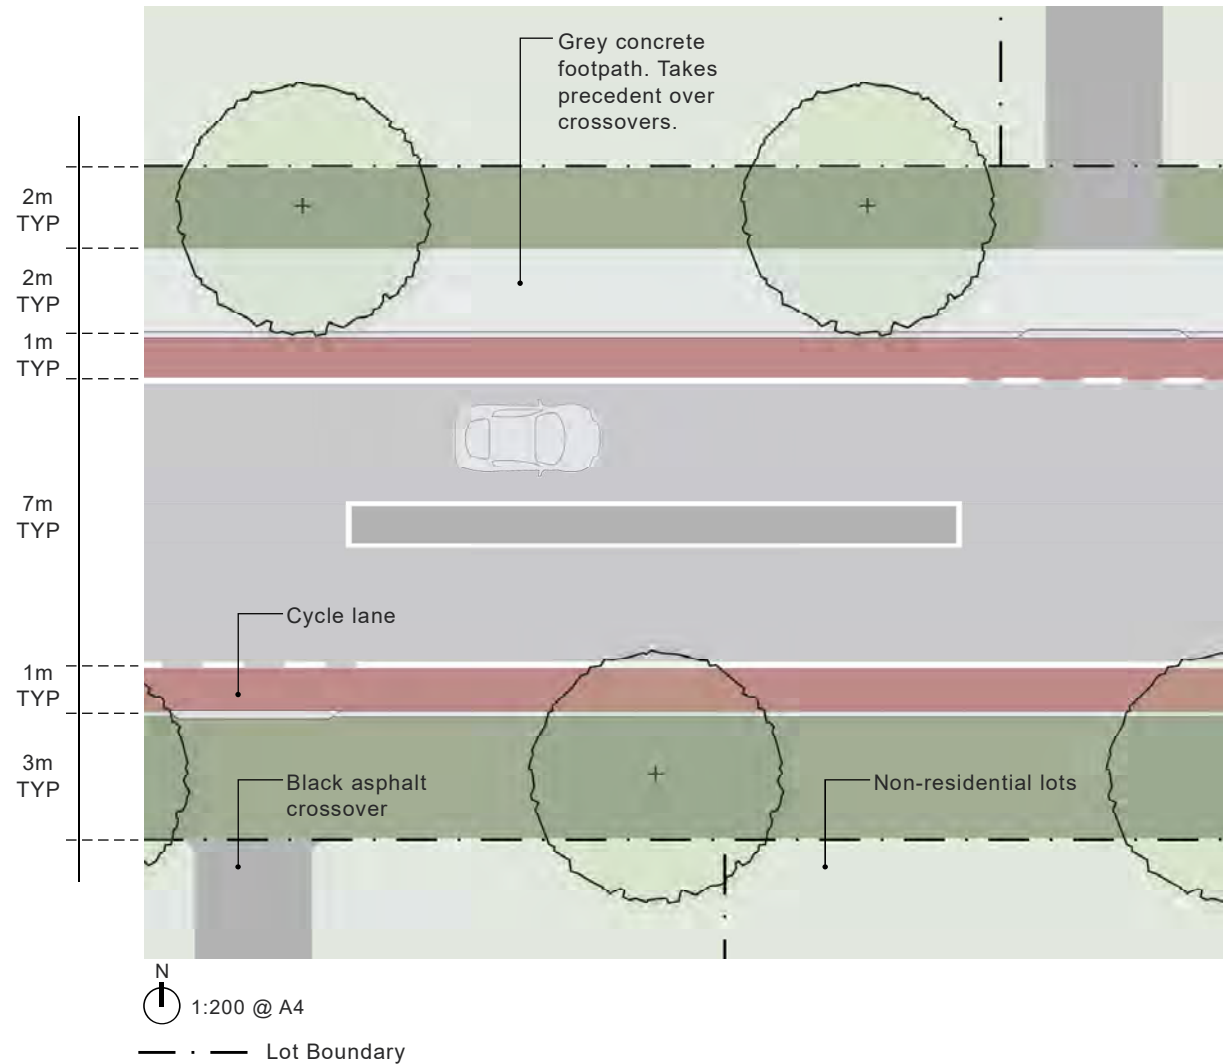 Grey concrete
footpath. Takes
precedent over
crossovers.
2m
TYP
2m
TYP
1m
TYP
7m
TYP
Cycle lane
1m
TYP
3m
TYP
Black asphalt
crossover
Non-residential lots
N
1:200 @ A4
Lot Boundary